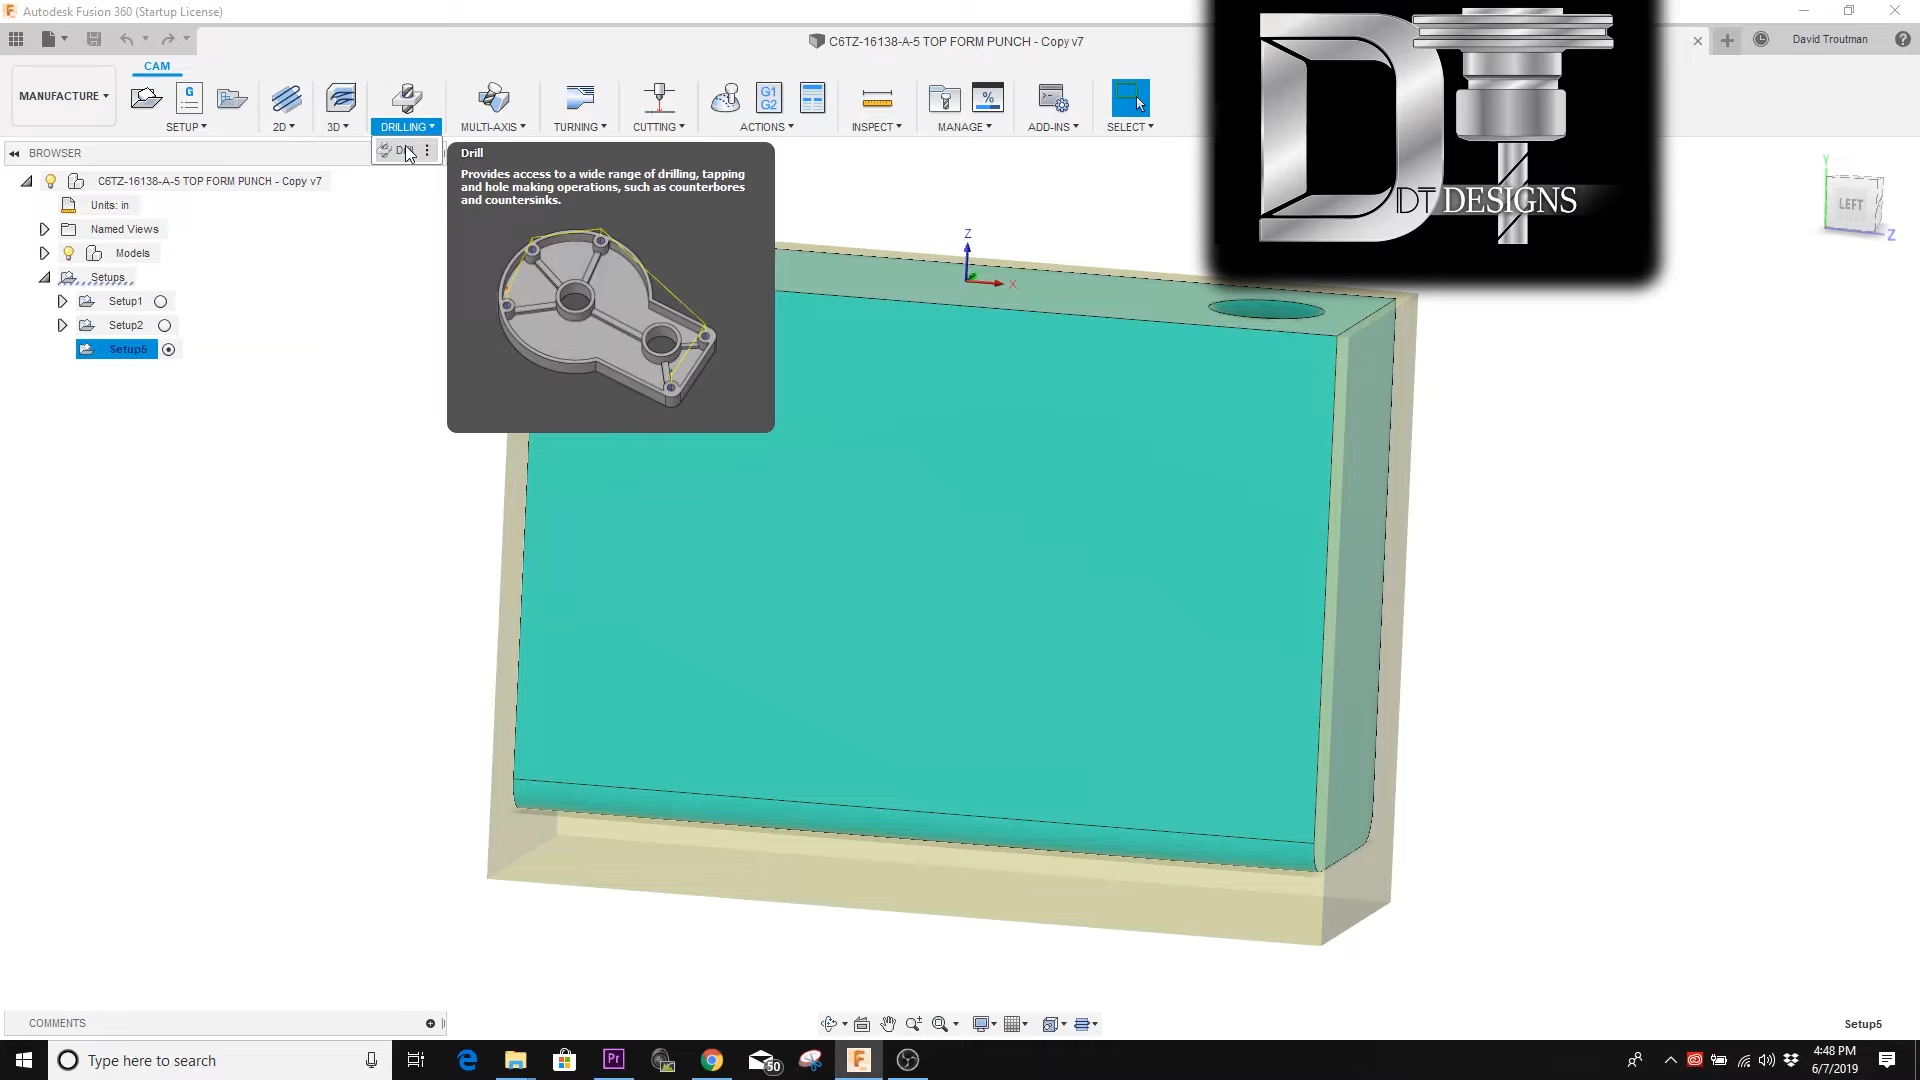 Autodesk Fusion 360 (Startup License)
C6TZ-16138-A-5 TOP FORM PUNCH - Copy v7
David Troutman
CAM
MANUFACTURE
G
G1
G2
%
SETUP
2D
3D
DRILLING
MULTI-AXIS
TURNING
CUTTING
ACTIONS
INSPECT
MANAGE
ADD-INS
SELECT
DT DESIGNS
BROWSER
Drill
Provides access to a wide range of drilling, tapping
and hole making operations, such as counterbores
and countersinks.
C6TZ-16138-A-5 TOP FORM PUNCH - Copy v7
Units: in
Named Views
Models
Setups
Setup1
Setup2
Setup5
Z
X
Y
LEFT
Z
COMMENTS
Setup5
Type here to search
Pr
50
4:48 PM
6/7/2019